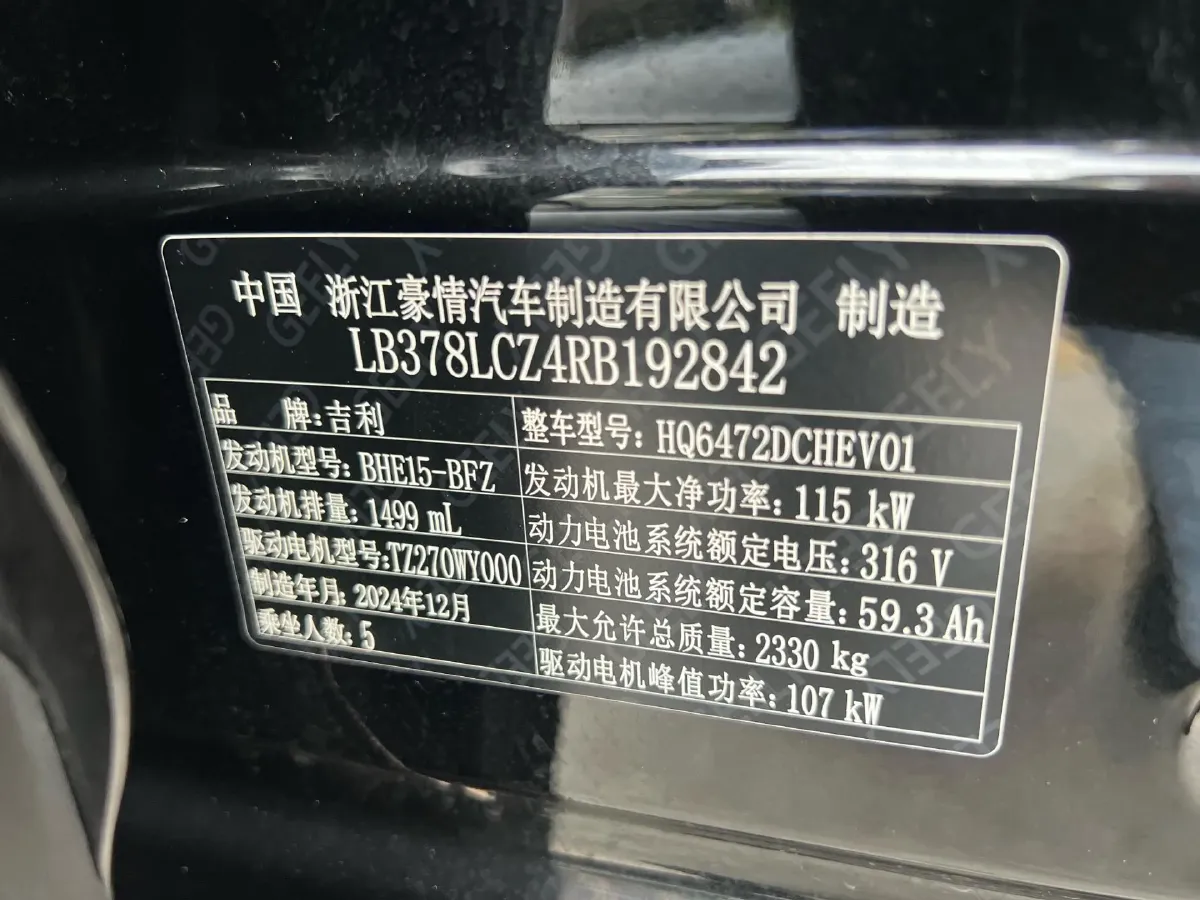 中国 浙江豪情汽车制造有限公司 制造
LB378LCZ4RB192842
品 牌:吉利 整车型号: HQ6472DCHEV01
发动机型号: BHE15-BFZ 发动机最大净功率: 115 kW
发动机排量: 1499 mL 动力电池系统额定电压: 316 V
驱动电机型号:TZ270WY000 动力电池系统额定容量: 59.3 Ah
制造年月: 2024年12月 最大允许总质量: 2330 kg
乘坐人数: 5 驱动电机峰值功率: 107 kW
GEELY